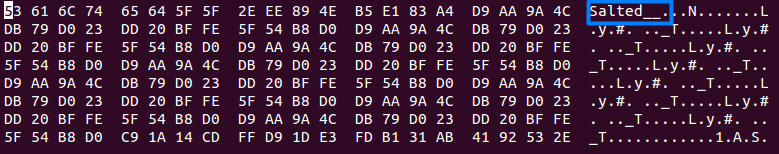 53 61 6C 74 65 64 5F 5F 2E EE 89 4E B5 E1 83 A4 D9 AA 9A 4C Salted__...N.......L
DB 79 D0 23 DD 20 BF FE 5F 54 B8 D0 D9 AA 9A 4C DB 79 D0 23 .y.#. .._T.....L.y.#
DD 20 BF FE 5F 54 B8 D0 D9 AA 9A 4C DB 79 D0 23 DD 20 BF FE . .._T.....L.y.#. ..
5F 54 B8 D0 D9 AA 9A 4C DB 79 D0 23 DD 20 BF FE 5F 54 B8 D0 _T.....L.y.#. .._T..
D9 AA 9A 4C DB 79 D0 23 DD 20 BF FE 5F 54 B8 D0 D9 AA 9A 4C ...L.y.#. .._T.....L
DB 79 D0 23 DD 20 BF FE 5F 54 B8 D0 D9 AA 9A 4C DB 79 D0 23 .y.#. .._T.....L.y.#
DD 20 BF FE 5F 54 B8 D0 D9 AA 9A 4C DB 79 D0 23 DD 20 BF FE . .._T.....L.y.#. ..
5F 54 B8 D0 C9 1A 14 CD FF D9 1D E3 FD B1 31 AB 41 92 53 2E _T............1.A.S.